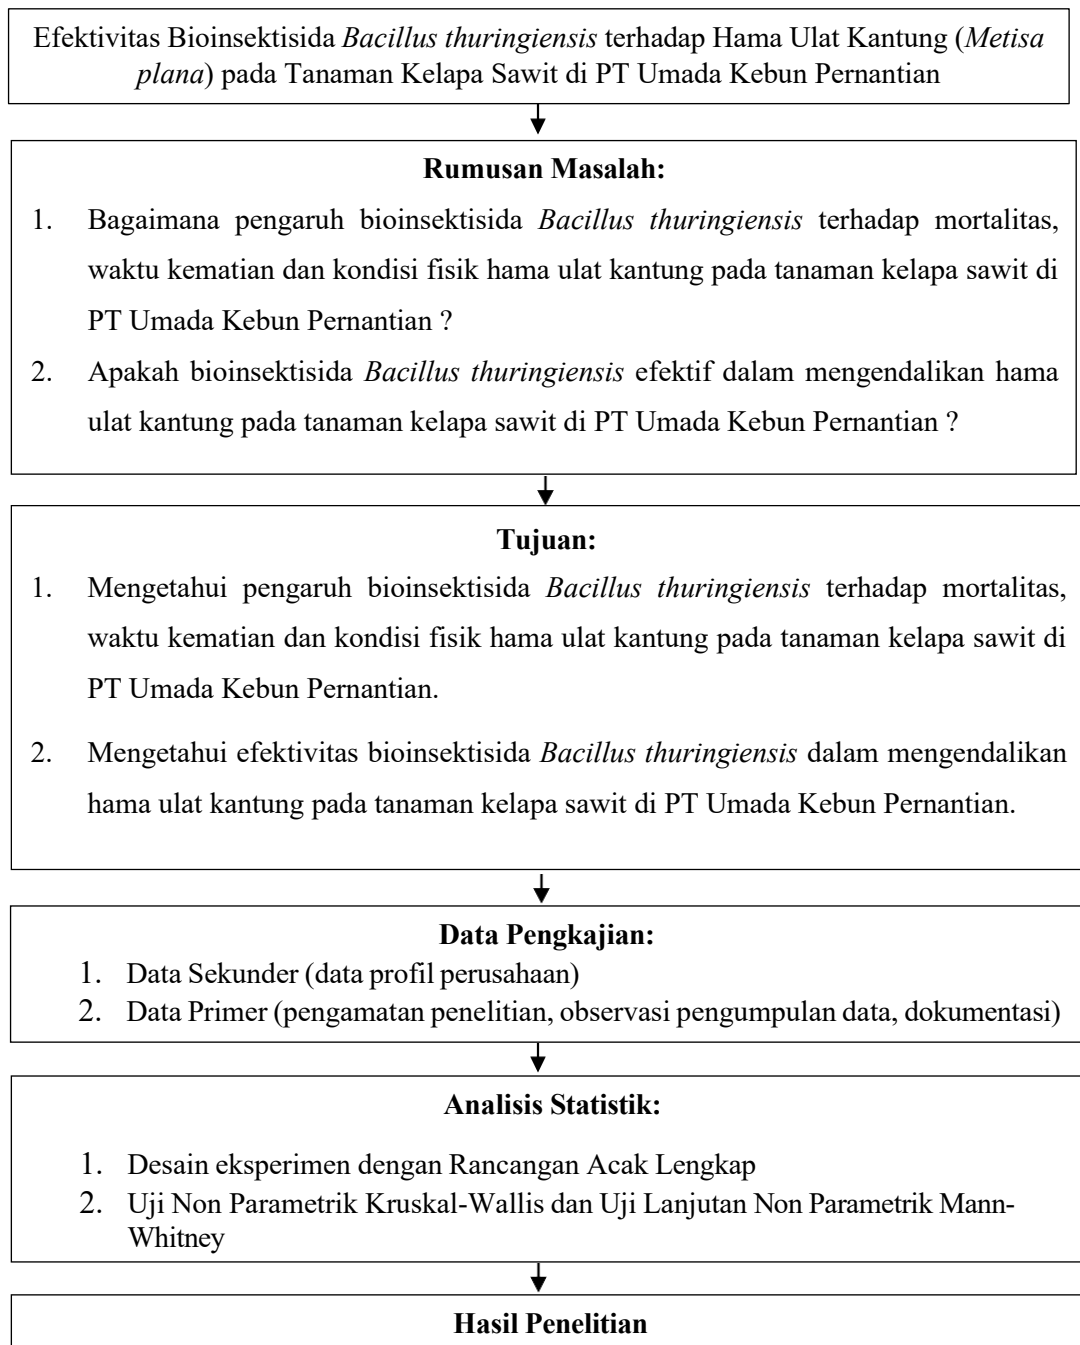 Efektivitas Bioinsektisida Bacillus thuringiensis terhadap Hama Ulat Kantung (Metisa
plana) pada Tanaman Kelapa Sawit di PT Umada Kebun Pernantian
Rumusan Masalah:
1. Bagaimana pengaruh bioinsektisida Bacillus thuringiensis terhadap mortalitas,
waktu kematian dan kondisi fisik hama ulat kantung pada tanaman kelapa sawit di
PT Umada Kebun Pernantian ?
2. Apakah bioinsektisida Bacillus thuringiensis efektif dalam mengendalikan hama
ulat kantung pada tanaman kelapa sawit di PT Umada Kebun Pernantian ?
Tujuan:
1. Mengetahui pengaruh bioinsektisida Bacillus thuringiensis terhadap mortalitas,
waktu kematian dan kondisi fisik hama ulat kantung pada tanaman kelapa sawit di
PT Umada Kebun Pernantian.
2. Mengetahui efektivitas bioinsektisida Bacillus thuringiensis dalam mengendalikan
hama ulat kantung pada tanaman kelapa sawit di PT Umada Kebun Pernantian.
Data Pengkajian:
1. Data Sekunder (data profil perusahaan)
2. Data Primer (pengamatan penelitian, observasi pengumpulan data, dokumentasi)
Analisis Statistik:
1. Desain eksperimen dengan Rancangan Acak Lengkap
2. Uji Non Parametrik Kruskal-Wallis dan Uji Lanjutan Non Parametrik Mann-
Whitney
Hasil Penelitian